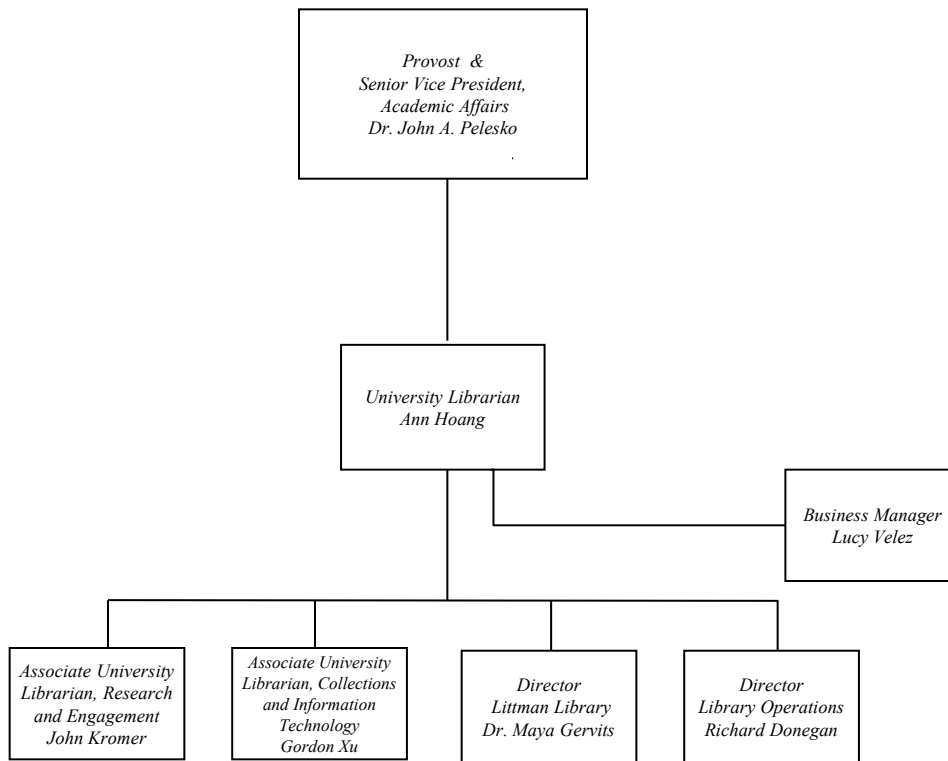 Provost &
Senior Vice President,
Academic Affairs
Dr. John A. Pelesko
.
University Librarian
Ann Hoang
Business Manager
Lucy Velez
Associate University
Librarian, Research
and Engagement
John Kromer
Associate University
Librarian, Collections
and Information
Technology
Gordon Xu
Director
Littman Library
Dr. Maya Gervits
Director
Library Operations
Richard Donegan